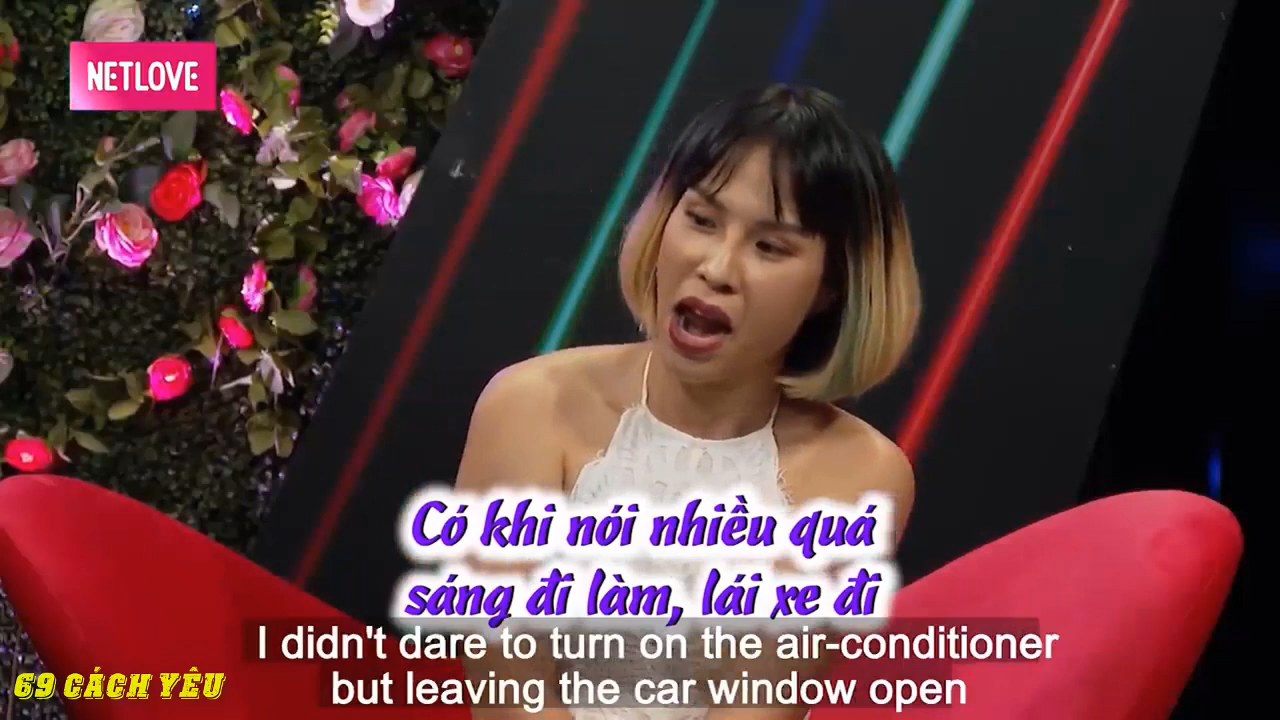 NETLOVE
Có khi nói nhiều quá
sáng đi làm, lái xe đi
I didn't dare to turn on the air-conditioner
but leaving the car window open
69 CÁCH YÊU